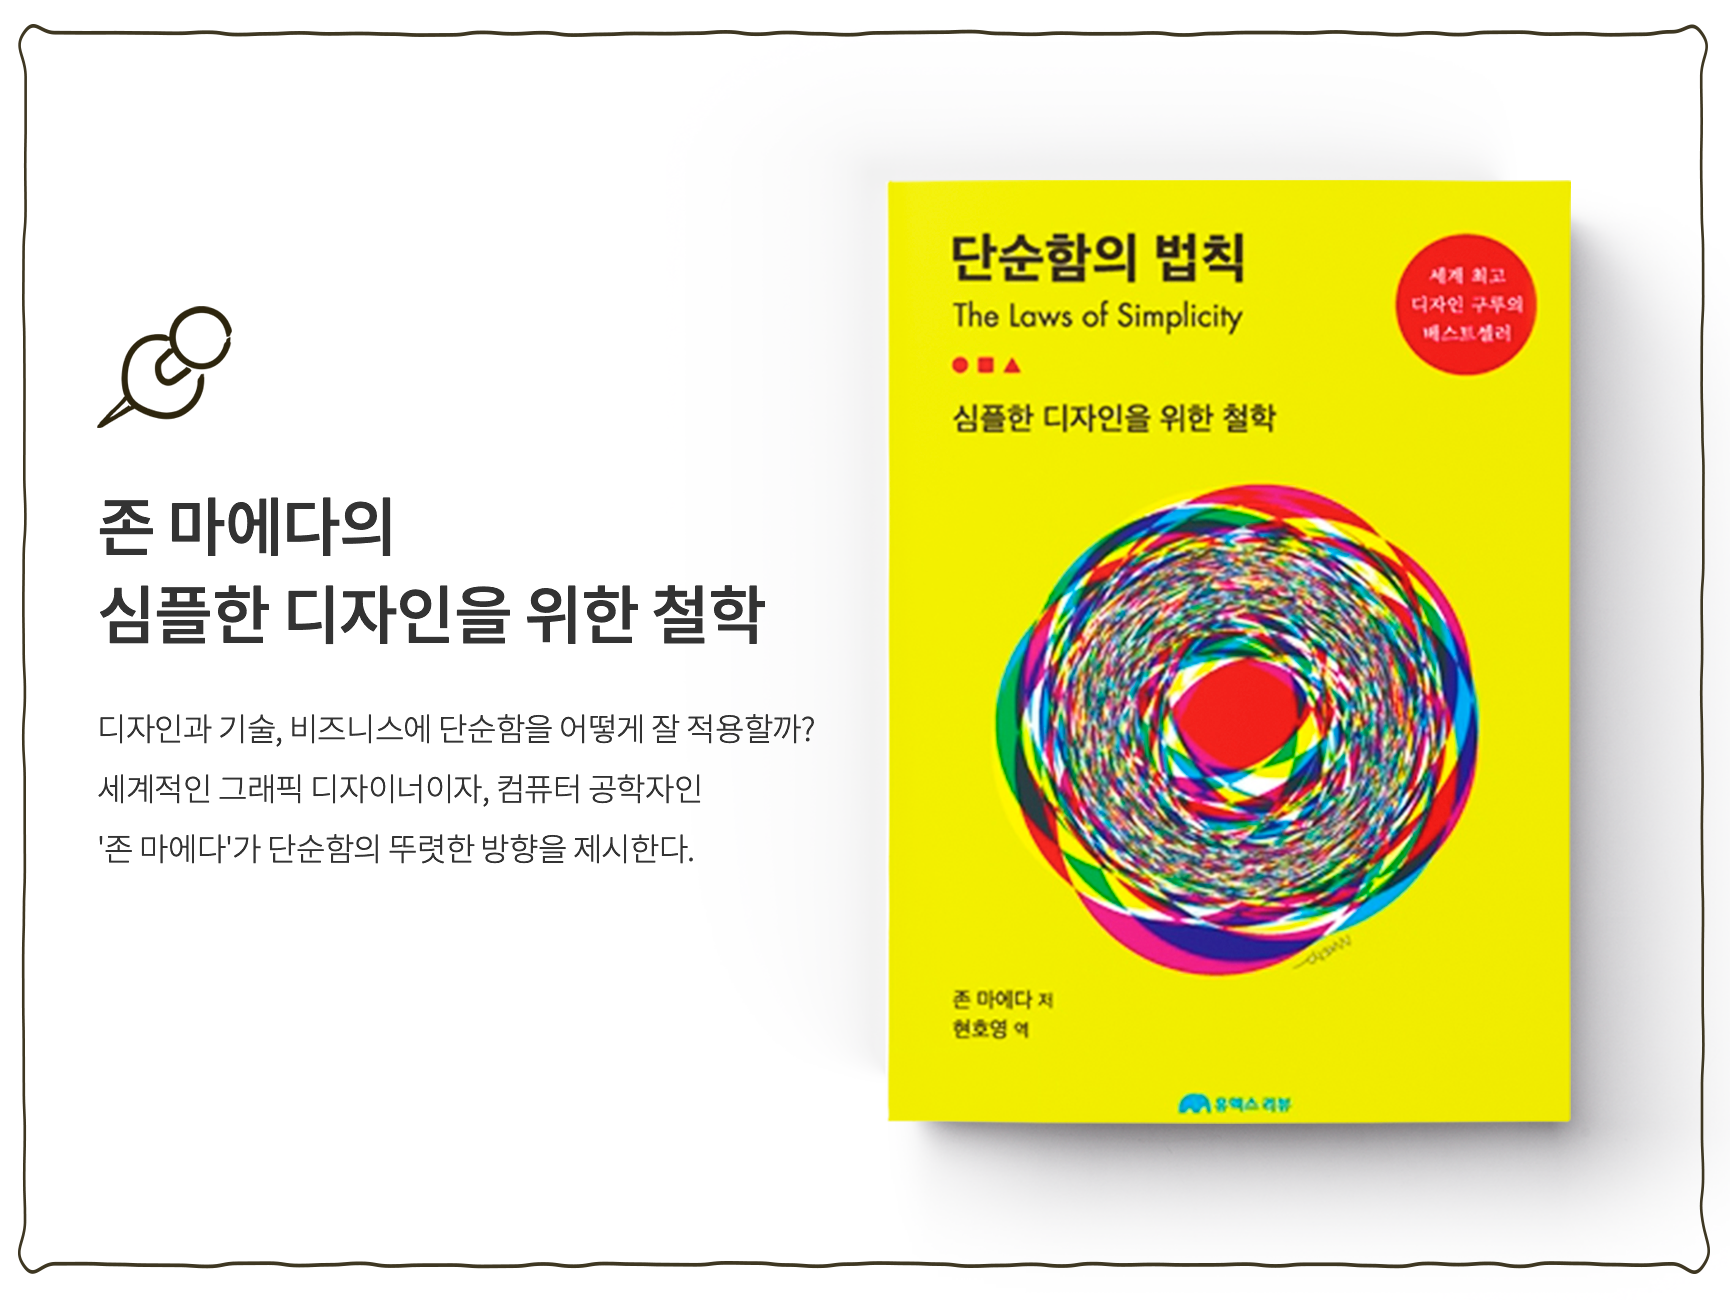 존 마에다의
심플한 디자인을 위한 철학
디자인과 기술, 비즈니스에 단순함을 어떻게 잘 적용할까?
세계적인 그래픽 디자이너이자, 컴퓨터 공학자인
'존 마에다'가 단순함의 뚜렷한 방향을 제시한다.
단순함의 법칙
The Laws of Simplicity
심플한 디자인을 위한 철학
세계 최고
디자인 구루의
베스트셀러
존 마에다 저
현호영 역
유엑스 리뷰